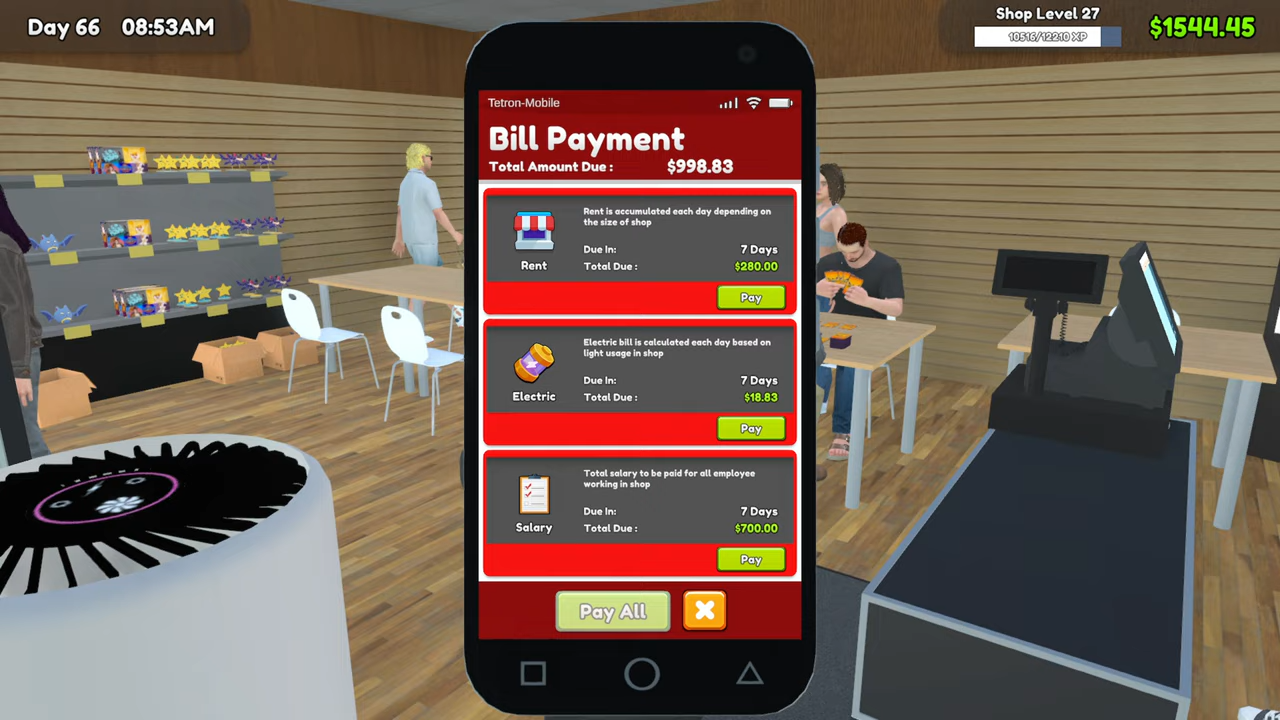 Day 66 08:53AM
Shop Level 27
10516/12210 XP
$1544.45
Tetron-Mobile
Bill Payment
Total Amount Due : $998.83
Rent is accumulated each day depending on
the size of shop
Due In: 7 Days
Total Due : $280.00
Rent
Pay
Electric bill is calculated each day based on
light usage in shop
Due In: 7 Days
Total Due : $18.83
Electric
Pay
Total salary to be paid for all employee
working in shop
Due In: 7 Days
Total Due : $700.00
Salary
Pay
Pay All